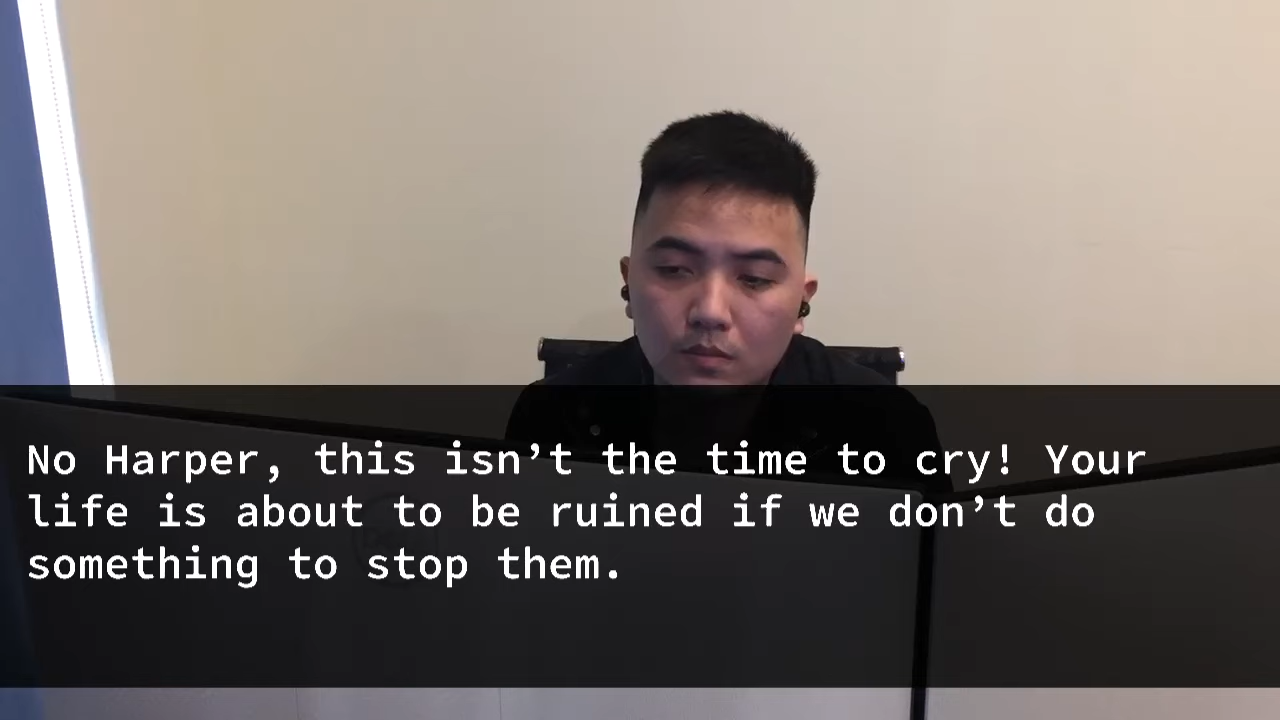 No Harper, this isn’t the time to cry! Your
life is about to be ruined if we don’t do
something to stop them.